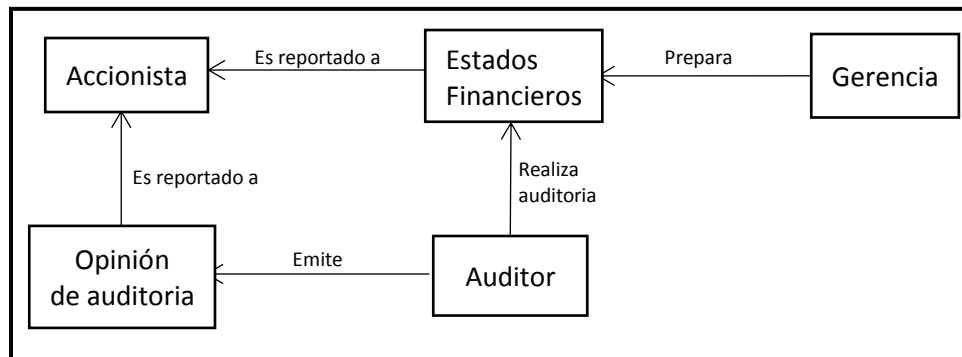 Accionista
Es reportado a
Estados
Financieros
Prepara
Gerencia
Es reportado a
Realiza
auditoria
Opinión
de auditoria
Emite
Auditor